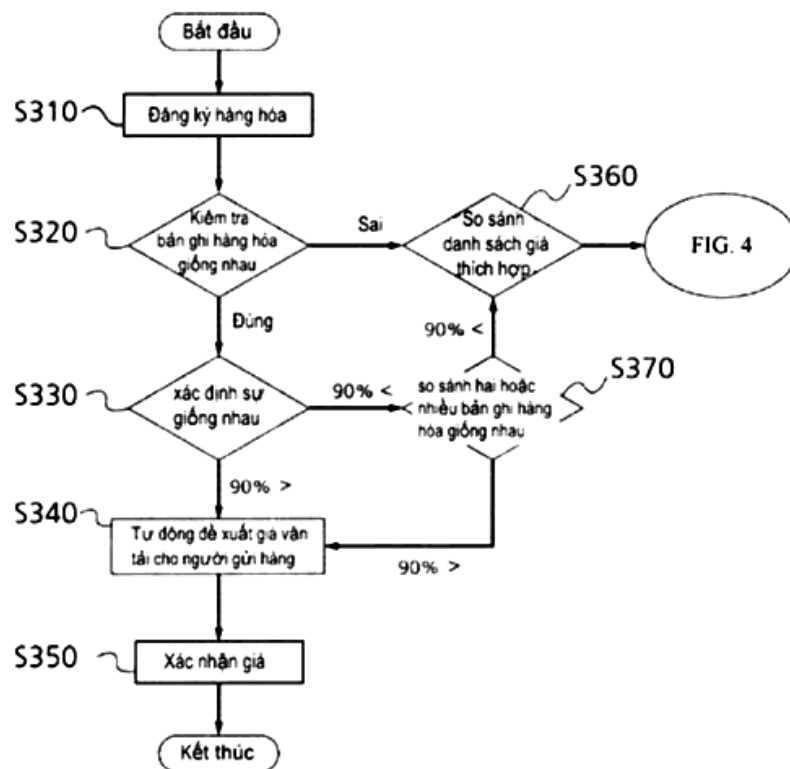 Bắt đầu
S310
Đăng ký hàng hóa
S320
Kiểm tra
bản ghi hàng hóa
giống nhau
Sai
S360
So sánh
danh sách giá
thích hợp
FIG. 4
Đúng
90% <
S330
xác định sự
giống nhau
90% <
S370
so sánh hai hoặc
nhiều bản ghi hàng
hóa giống nhau
90% >
S340
Tự động đề xuất giá vận
tải cho người gửi hàng
90% >
S350
Xác nhận giá
Kết thúc